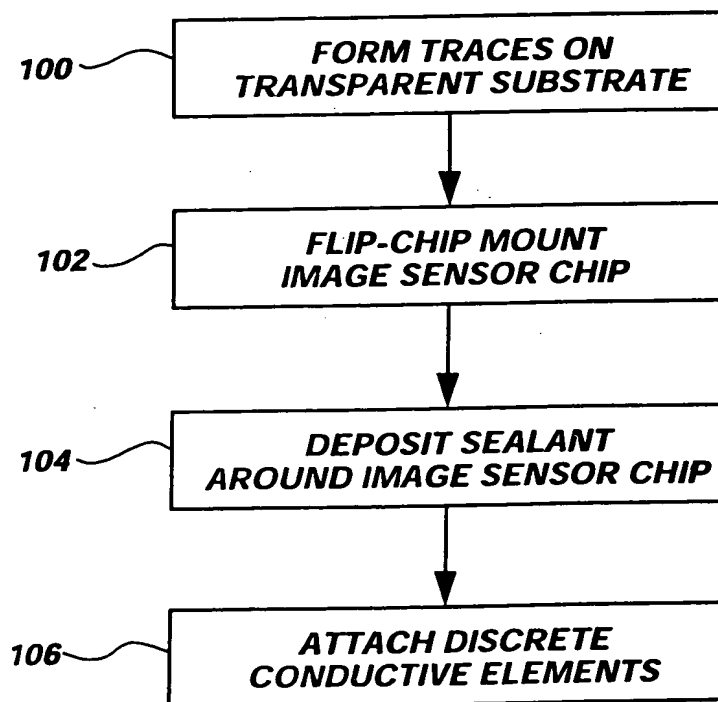 100
FORM TRACES ON
TRANSPARENT SUBSTRATE
102
FLIP-CHIP MOUNT
IMAGE SENSOR CHIP
104
DEPOSIT SEALANT
AROUND IMAGE SENSOR CHIP
106
ATTACH DISCRETE
CONDUCTIVE ELEMENTS